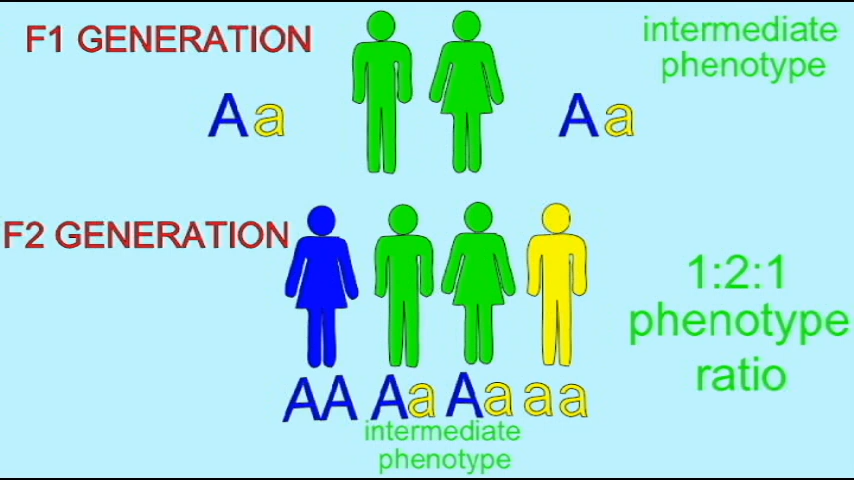 F1 GENERATION
intermediate
phenotype
Aa
Aa
F2 GENERATION
1:2:1
phenotype
ratio
AA Aa Aa aa
intermediate
phenotype